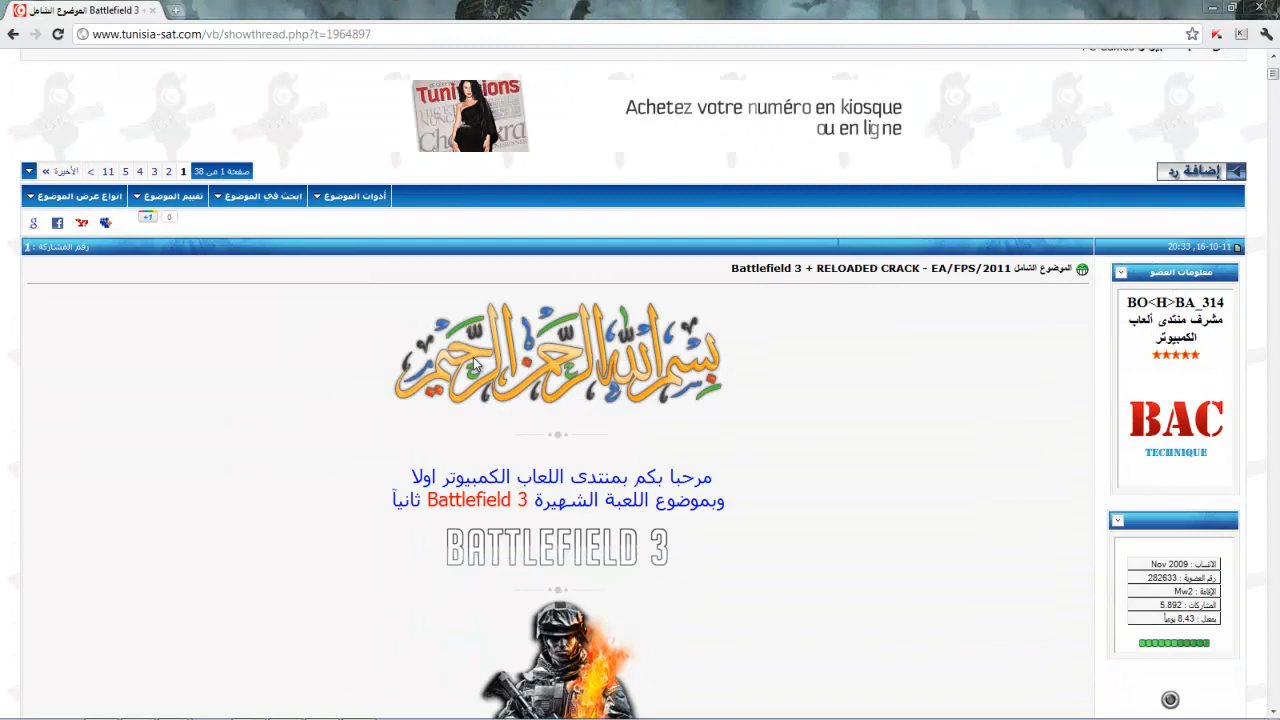 الموضوع الشامل Battlefield 3 +
www.tunisia-sat.com/vb/showthread.php?t=1964897
Achetez votre numéro en kiosque
ou en ligne
صفحة 1 من 38 1 2 3 4 5 11 > الأخيرة »
إضافة رد
أدوات الموضوع
ابحث في الموضوع
تقييم الموضوع
انواع عرض الموضوع
+1 0
16-10-11, 20:33
رقم المشاركة : 1
معلومات العضو
BO<H>BA_314
مشرف منتدى ألعاب
الكمبيوتر
BAC
TECHNIQUE
الموضوع الشامل Battlefield 3 + RELOADED CRACK - EA/FPS/2011
بسم الله الرحمن الرحيم
مرحبا بكم بمنتدى اللعاب الكمبيوتر اولا
وبموضوع اللعبة الشهيرة Battlefield 3 ثانياً
BATTLEFIELD 3
الانتساب : Nov 2009
رقم العضوية : 282633
الإقامة : Mw2
المشاركات : 5.892
بمعدل : 8,43 يومياً